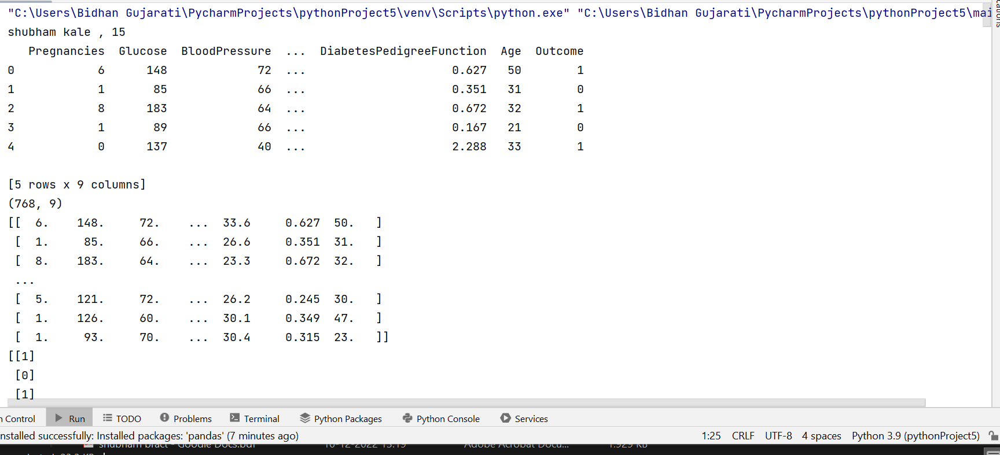 "C:\Users\Bidhan Gujarati\PycharmProjects\pythonProject5\venv\Scripts\python.exe" "C:\Users\Bidhan Gujarati\PycharmProjects\pythonProject5\mai
shubham kale , 15
   Pregnancies  Glucose  BloodPressure  ...  DiabetesPedigreeFunction  Age  Outcome
0            6      148             72  ...                     0.627   50        1
1            1       85             66  ...                     0.351   31        0
2            8      183             64  ...                     0.672   32        1
3            1       89             66  ...                     0.167   21        0
4            0      137             40  ...                     2.288   33        1
[5 rows x 9 columns]
(768, 9)
[[  6.    148.     72.    ...  33.6     0.627  50.   ]
 [  1.     85.     66.    ...  26.6     0.351  31.   ]
 [  8.    183.     64.    ...  23.3     0.672  32.   ]
 ...
 [  5.    121.     72.    ...  26.2     0.245  30.   ]
 [  1.    126.     60.    ...  30.1     0.349  47.   ]
 [  1.     93.     70.    ...  30.4     0.315  23.   ]]
[[1]
 [0]
 [1]
n Control Run TODO Problems Terminal Python Packages Python Console Services
nstalled successfully: Installed packages: 'pandas' (7 minutes ago) 1:25 CRLF UTF-8 4 spaces Python 3.9 (pythonProject5)